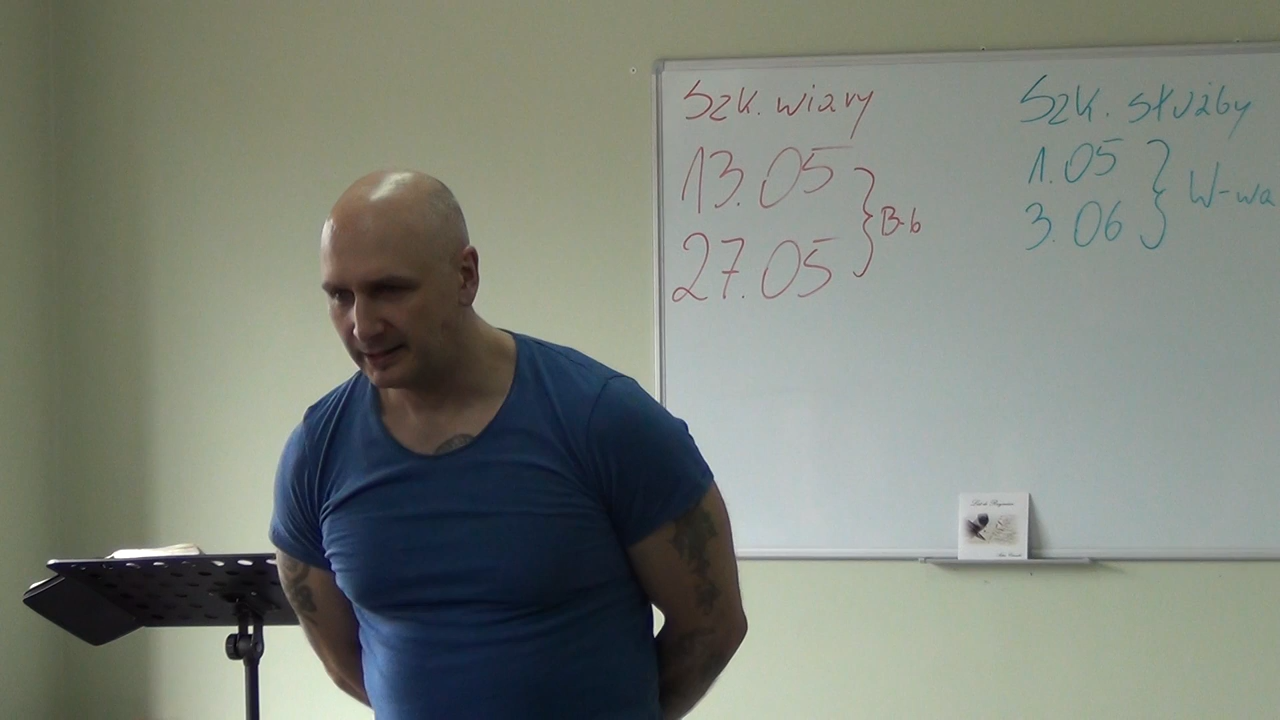 Szk. wiary
13.05
27.05
B-b
Szk. służby
1.05
3.06
W-wa